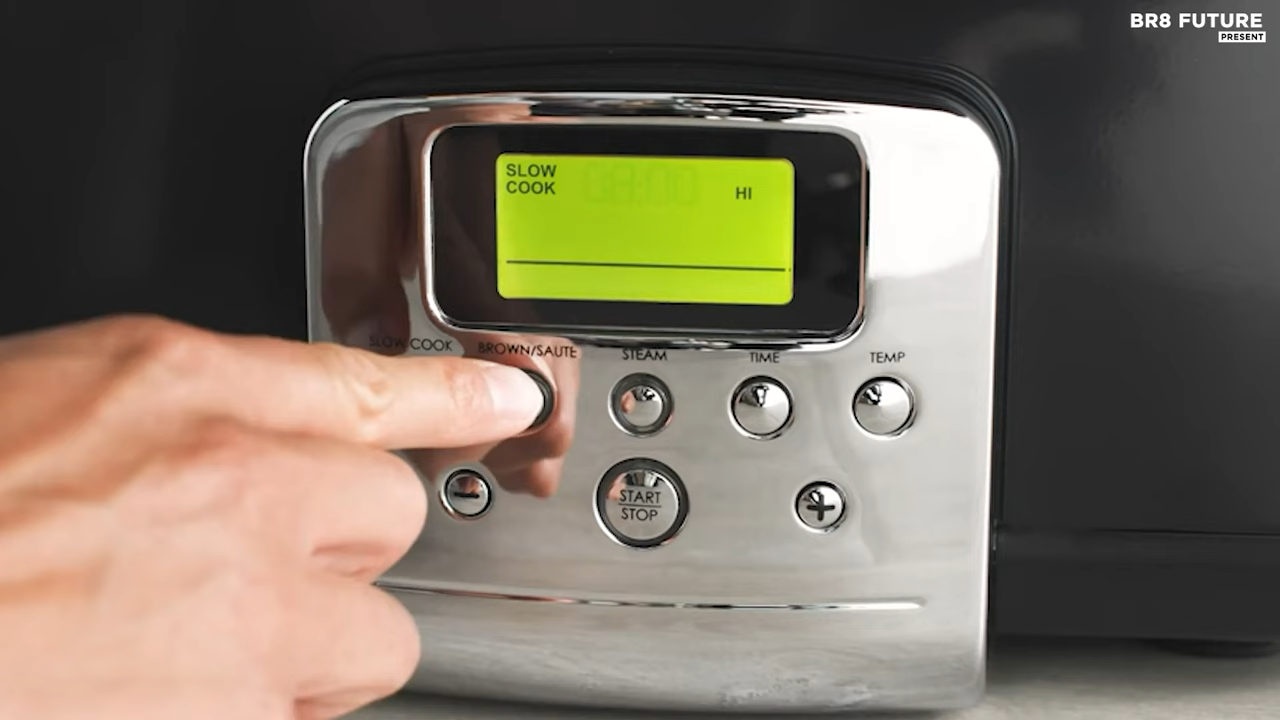 BR8 FUTURE
PRESENT
SLOW
COOK
HI
SLOW COOK BROWN/SAUTE STEAM TIME TEMP
START
STOP